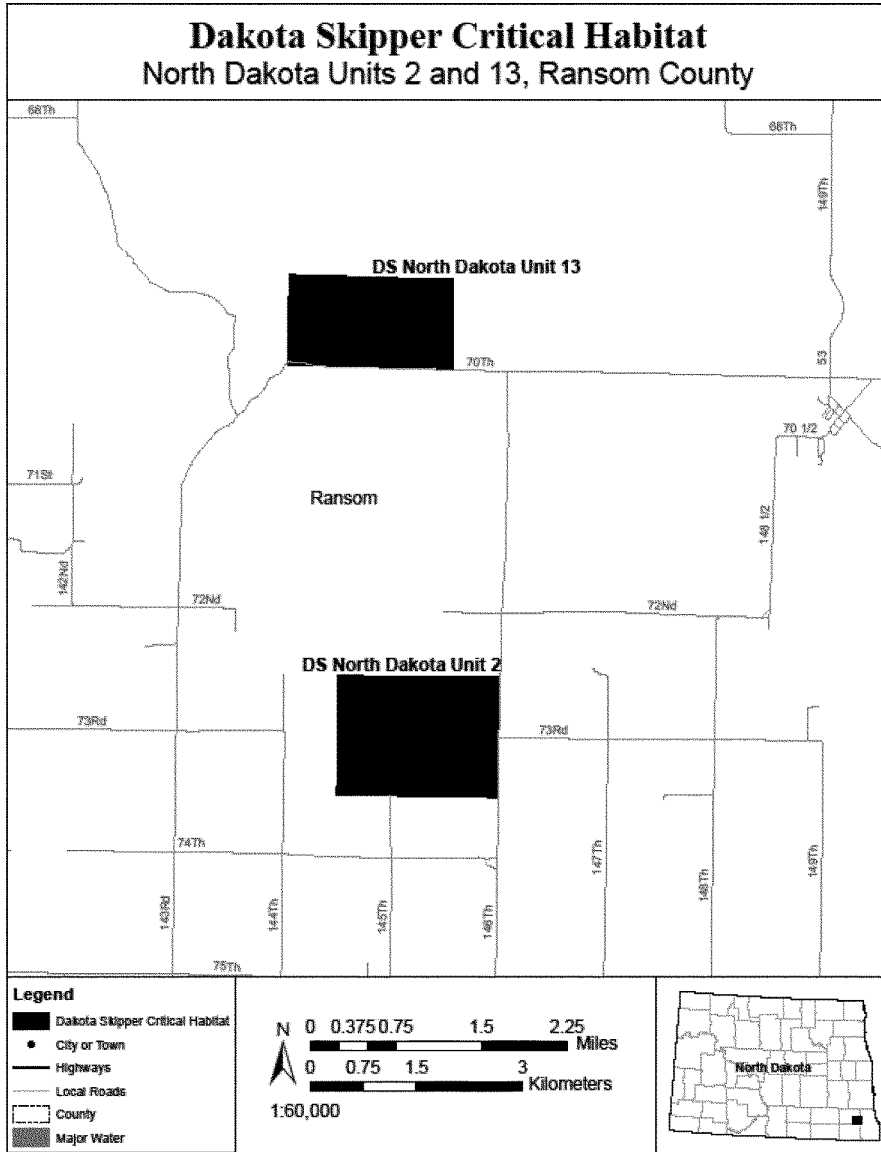 Dakota Skipper Critical Habitat
North Dakota Units 2 and 13, Ransom County
68Th
68Th
149Th
DS North Dakota Unit 13
70Th
53
70 1/2
71St
Ransom
148 1/2
142Nd
72Nd
72Nd
DS North Dakota Unit 2
73Rd
73Rd
74Th
143Rd
144Th
145Th
146Th
147Th
148Th
149Th
75Th
Legend
Dakota Skipper Critical Habitat
City or Town
Highways
Local Roads
County
Major Water
N
0 0.375 0.75 1.5 2.25
Miles
0 0.75 1.5 3
Kilometers
1:60,000
North Dakota